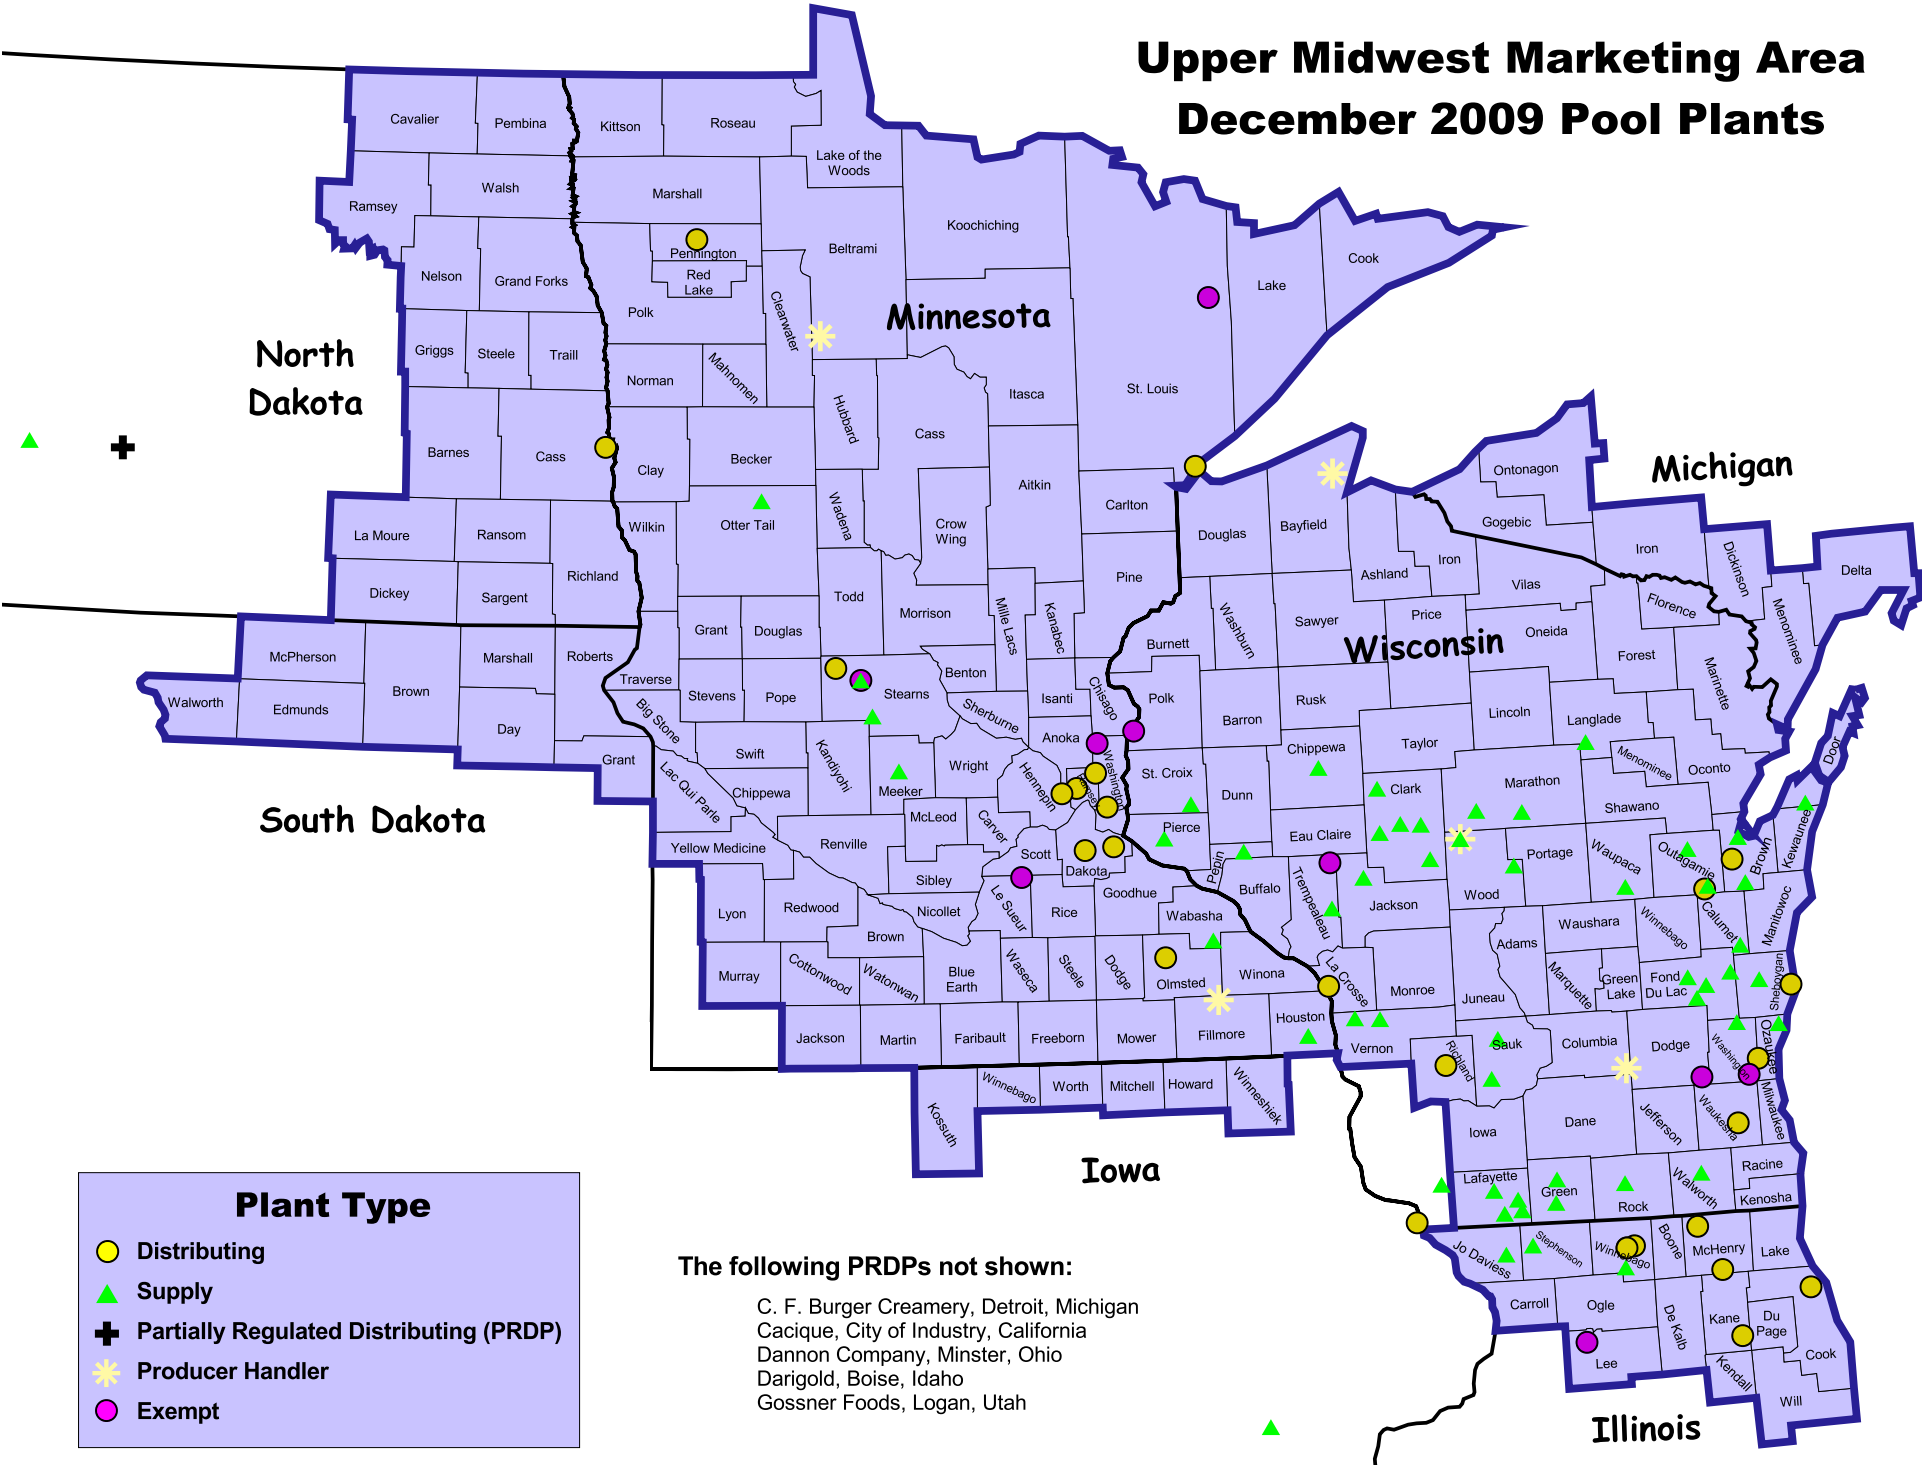 Upper Midwest Marketing Area
December 2009 Pool Plants
Cavalier
Pembina
Kittson
Roseau
Lake of the
Woods
Walsh
Marshall
Ramsey
Koochiching
Beltrami
Pennington
Red
Lake
Nelson
Grand Forks
Cook
Lake
Polk
Clearwater
Minnesota
North
Dakota
Griggs
Steele
Traill
Norman
Mahnomen
Itasca
St. Louis
Hubbard
Cass
Barnes
Cass
Clay
Becker
Michigan
Ontonagon
Aitkin
Carlton
Wadena
Crow
Wing
Otter Tail
Wilkin
La Moure
Ransom
Douglas
Bayfield
Gogebic
Iron
Dickinson
Delta
Richland
Pine
Ashland
Iron
Vilas
Dickey
Sargent
Todd
Morrison
Mille Lacs
Kanabec
Washburn
Sawyer
Price
Florence
Menominee
Grant
Douglas
Burnett
Wisconsin
Oneida
Forest
Marinette
McPherson
Marshall
Roberts
Traverse
Benton
Walworth
Edmunds
Brown
Stevens
Pope
Stearns
Isanti
Chisago
Polk
Rusk
Barron
Lincoln
Langlade
Day
Big Stone
Sherburne
Anoka
Chippewa
Taylor
Grant
Swift
Kandiyohi
Wright
Hennepin
Ramsey
Washington
St. Croix
Dunn
Clark
Marathon
Menominee
Oconto
Door
Lac Qui Parle
Chippewa
Meeker
McLeod
Carver
Shawano
South Dakota
Pierce
Eau Claire
Kewaunee
Yellow Medicine
Renville
Scott
Dakota
Pepin
Portage
Waupaca
Outagamie
Brown
Sibley
Goodhue
Buffalo
Trempealeau
Wood
Jackson
Lyon
Redwood
Nicollet
Le Sueur
Rice
Wabasha
Waushara
Winnebago
Calumet
Manitowoc
Brown
Adams
Murray
Cottonwood
Watonwan
Blue
Earth
Waseca
Steele
Dodge
Olmsted
Winona
La Crosse
Monroe
Juneau
Marquette
Green
Lake
Fond
Du Lac
Sheboygan
Jackson
Martin
Faribault
Freeborn
Mower
Fillmore
Houston
Vernon
Richland
Sauk
Columbia
Dodge
Washington
Ozaukee
Kossuth
Winnebago
Worth
Mitchell
Howard
Winneshiek
Iowa
Iowa
Dane
Jefferson
Waukesha
Milwaukee
Lafayette
Green
Rock
Walworth
Racine
Kenosha
Jo Daviess
Stephenson
Winnebago
Boone
McHenry
Lake
Carroll
Ogle
De Kalb
Kane
Du
Page
Cook
Lee
Kendall
Will
Illinois
Plant Type
Distributing
Supply
Partially Regulated Distributing (PRDP)
Producer Handler
Exempt
The following PRDPs not shown:
C. F. Burger Creamery, Detroit, Michigan
Cacique, City of Industry, California
Dannon Company, Minster, Ohio
Darigold, Boise, Idaho
Gossner Foods, Logan, Utah